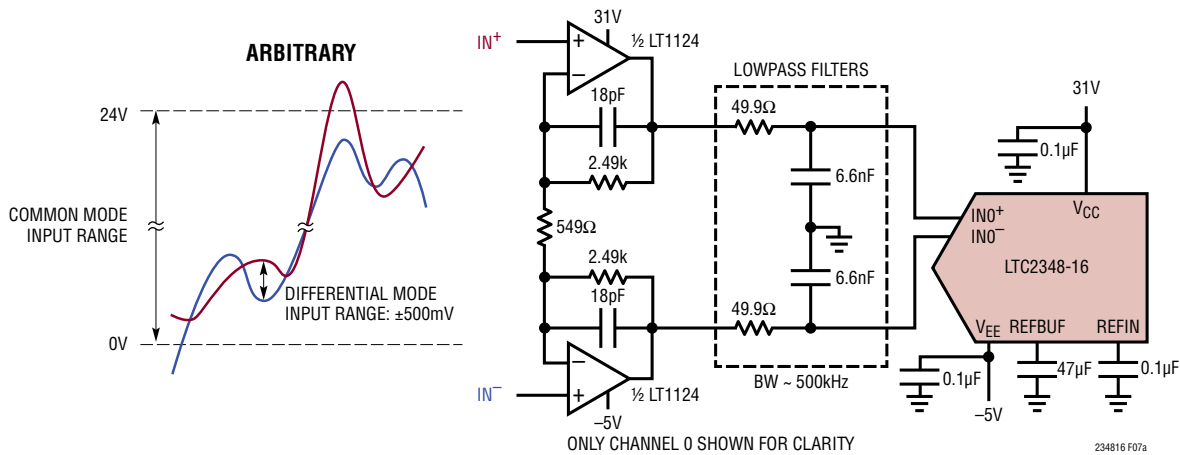 ARBITRARY
24V
COMMON MODE
INPUT RANGE
DIFFERENTIAL MODE
INPUT RANGE: ±500mV
0V
IN+
31V
½ LT1124
+
–
18pF
2.49k
549Ω
2.49k
18pF
–
+
IN–
½ LT1124
–5V
LOWPASS FILTERS
49.9Ω
6.6nF
6.6nF
49.9Ω
BW ~ 500kHz
31V
0.1µF
VCC
IN0+
IN0–
LTC2348-16
VEE
REFBUF
REFIN
0.1µF
47µF
0.1µF
–5V
ONLY CHANNEL 0 SHOWN FOR CLARITY
234816 F07a